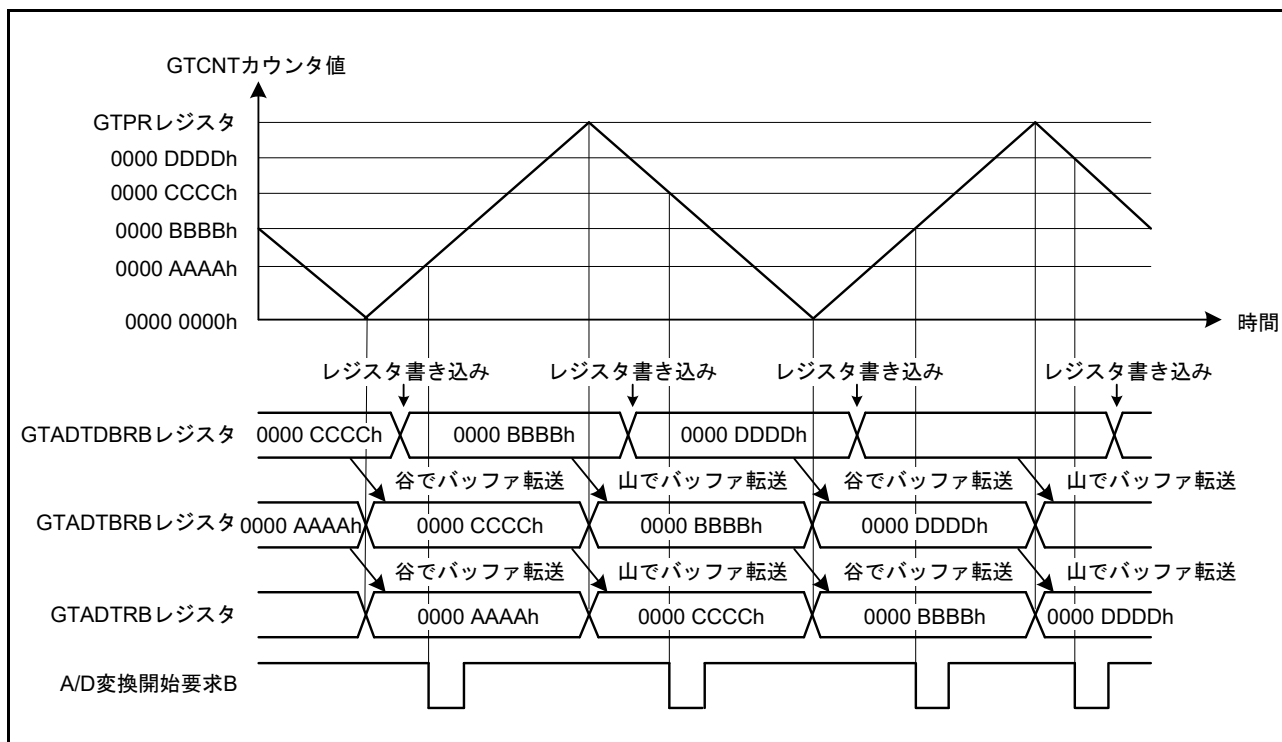 GTCNTカウンタ値
GTPRレジスタ
0000 DDDDh
0000 CCCCh
0000 BBBBh
0000 AAAAh
0000 0000h
時間
レジスタ書き込み レジスタ書き込み レジスタ書き込み レジスタ書き込み
GTADTDBRBレジスタ 0000 CCCCh 0000 BBBBh 0000 DDDDh
谷でバッファ転送 山でバッファ転送 谷でバッファ転送 山でバッファ転送
GTADTBRBレジスタ 0000 AAAAh 0000 CCCCh 0000 BBBBh 0000 DDDDh
谷でバッファ転送 山でバッファ転送 谷でバッファ転送 山でバッファ転送
GTADTRBレジスタ 0000 AAAAh 0000 CCCCh 0000 BBBBh 0000 DDDDh
A/D変換開始要求B